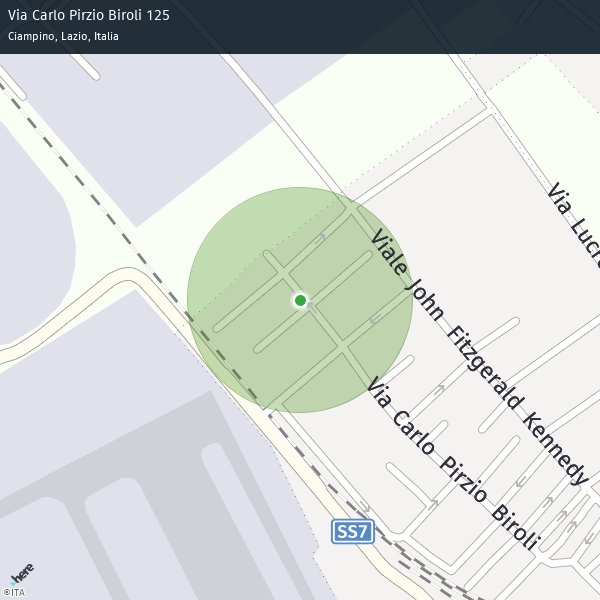 Via Carlo Pirzio Biroli 125
Ciampino, Lazio, Italia
Via Lucre
Viale John Fitzgerald Kennedy
Via Carlo Pirzio Biroli
SS7
here
©ITA